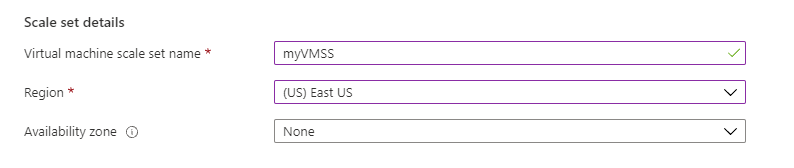 Scale set details
Virtual machine scale set name * myVMSS
Region * (US) East US
Availability zone None